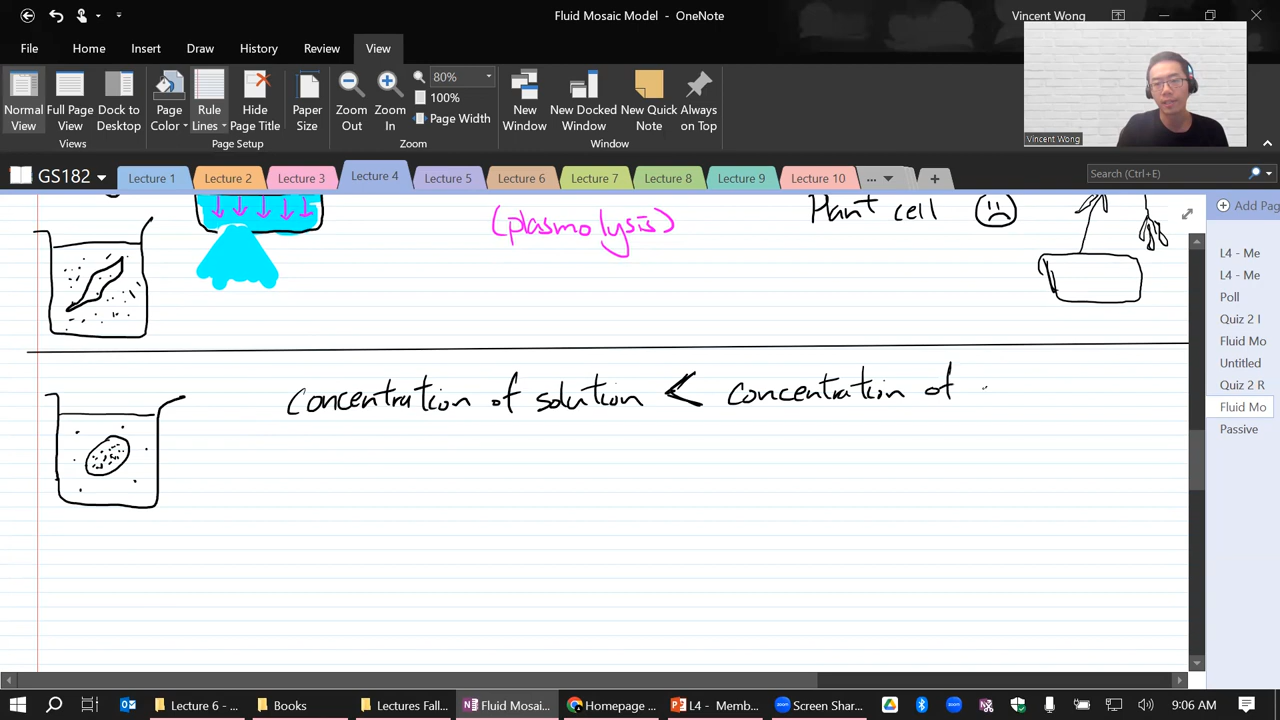 Fluid Mosaic Model - OneNote
Vincent Wong
File Home Insert Draw History Review View
Normal View
Full Page View
Dock to Desktop
Page Color
Rule Lines
Hide Page Title
Paper Size
Zoom Out
Zoom In
80%
100%
Page Width
New Window
New Docked Window
New Quick Note
Always on Top
Views Page Setup Zoom Window
Vincent Wong
GS182
Lecture 1 Lecture 2 Lecture 3 Lecture 4 Lecture 5 Lecture 6 Lecture 7 Lecture 8 Lecture 9 Lecture 10 ...
Search (Ctrl+E)
Add Pag
L4 - Me
L4 - Me
Poll
Quiz 2 I
Fluid Mo
Untitled
Quiz 2 R
Fluid Mo
Passive
(plasmolysis)
Plant cell
concentration of solution < concentration of
Lecture 6 - ... Books Lectures Fall... Fluid Mosai... Homepage ... L4 - Memb... Screen Shar... 9:06 AM